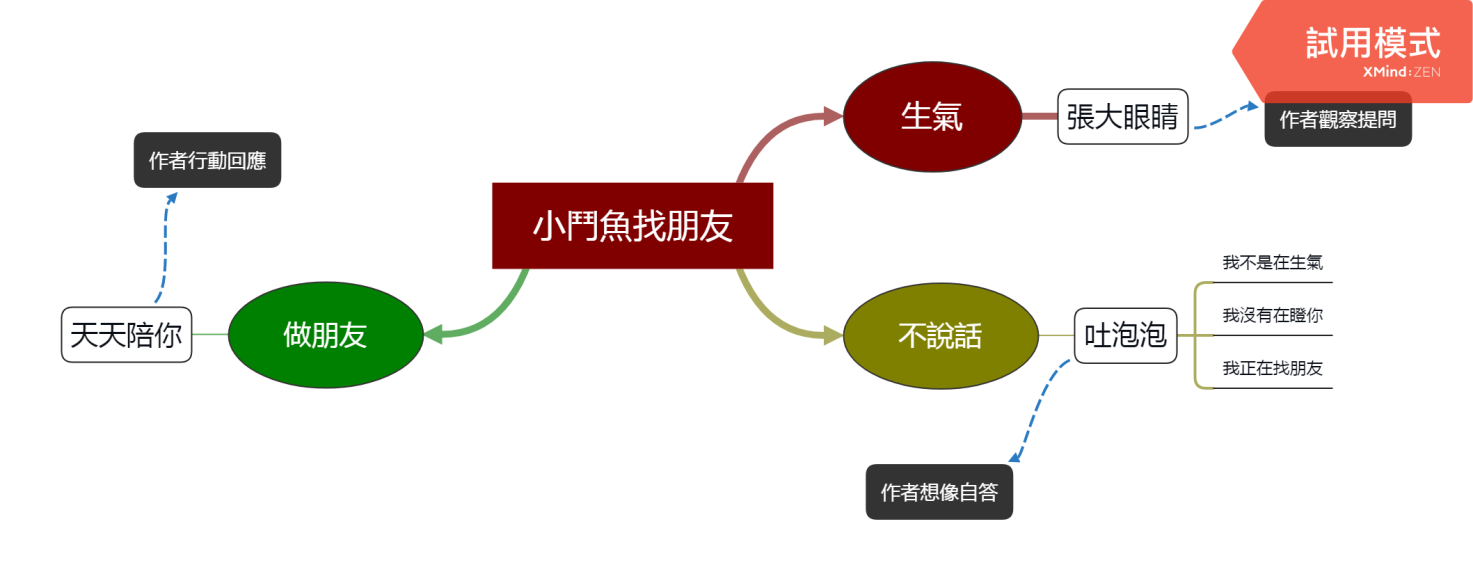 試用模式
XMind:ZEN
生氣
張大眼睛
作者觀察提問
作者行動回應
小鬥魚找朋友
我不是在生氣
天天陪你
做朋友
不說話
吐泡泡
我沒有在瞪你
我正在找朋友
作者想像自答